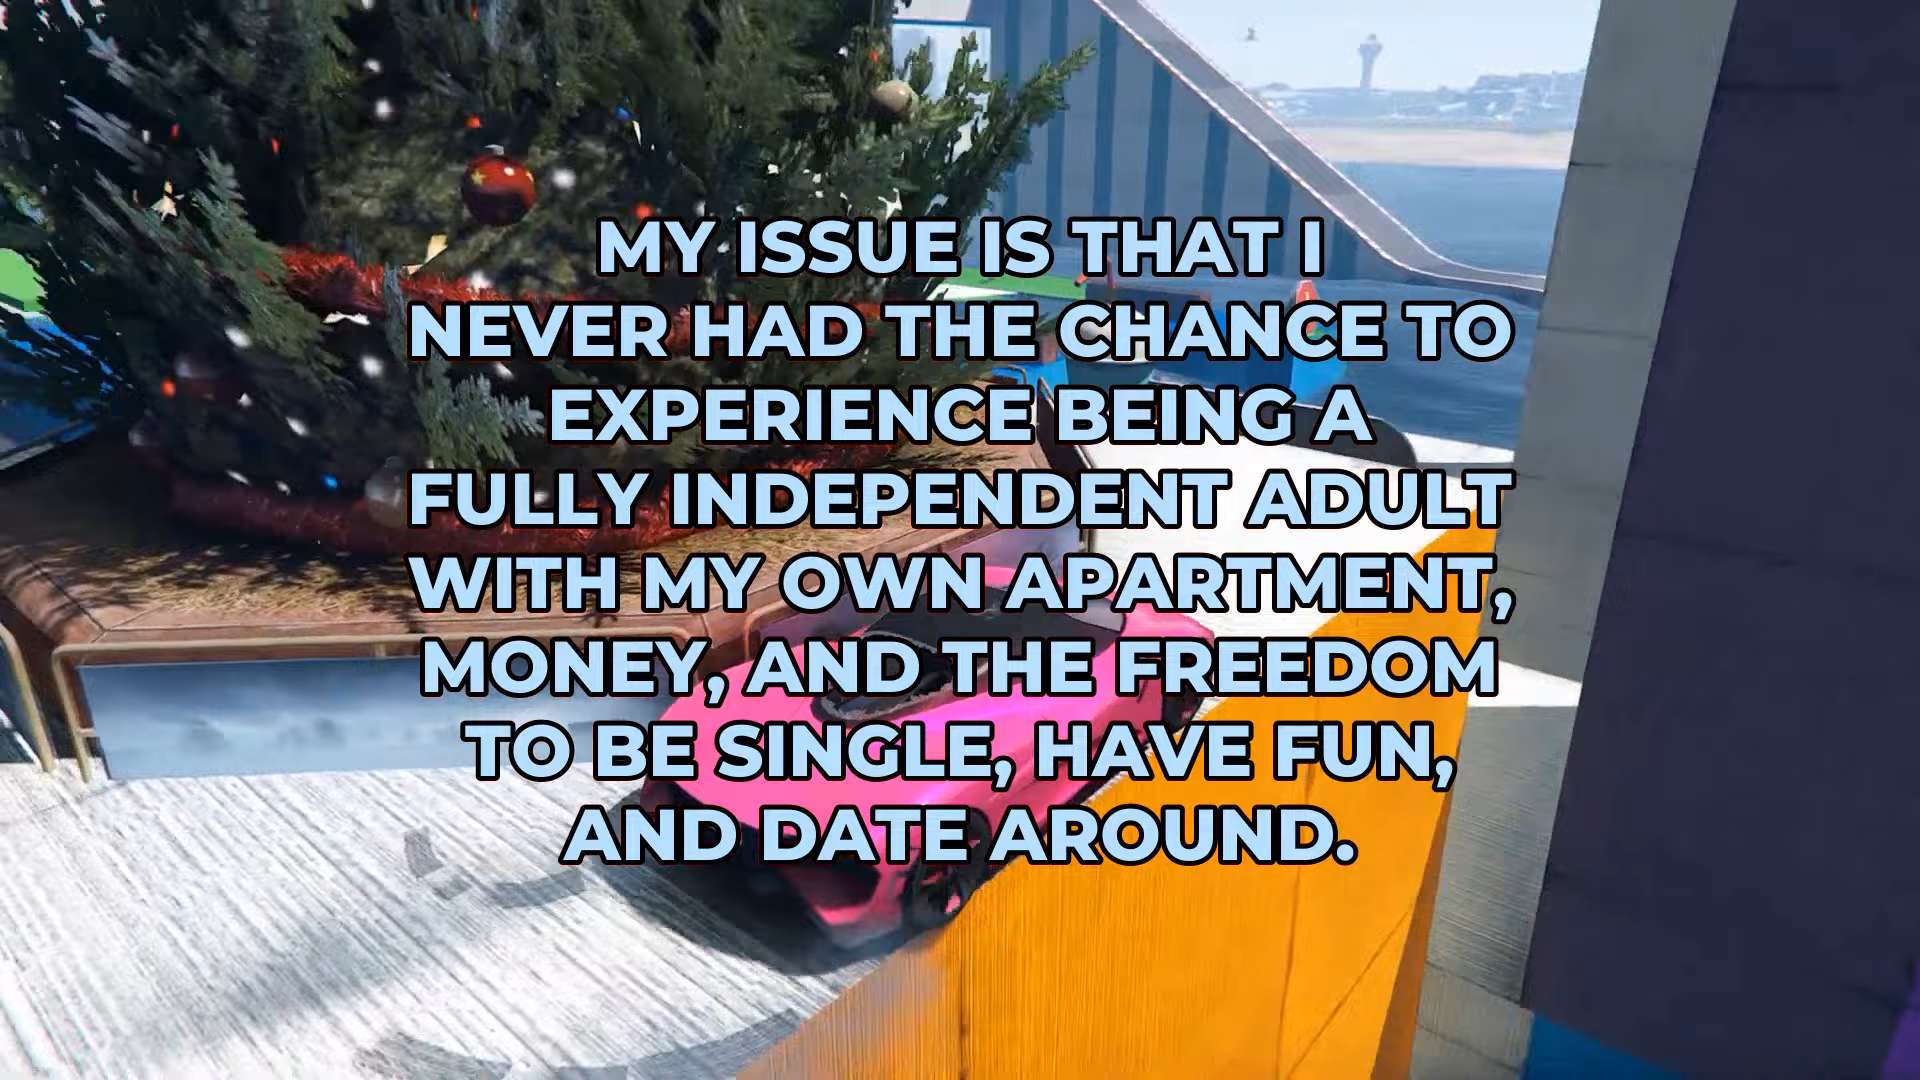 MY ISSUE IS THAT I
NEVER HAD THE CHANCE TO
EXPERIENCE BEING A
FULLY INDEPENDENT ADULT
WITH MY OWN APARTMENT,
MONEY, AND THE FREEDOM
TO BE SINGLE, HAVE FUN,
AND DATE AROUND.